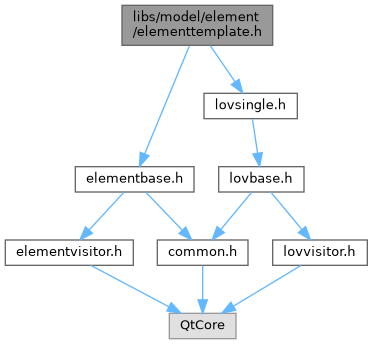 libs/model/element
/elementtemplate.h
lovsingle.h
elementbase.h
lovbase.h
elementvisitor.h
common.h
lovvisitor.h
QtCore